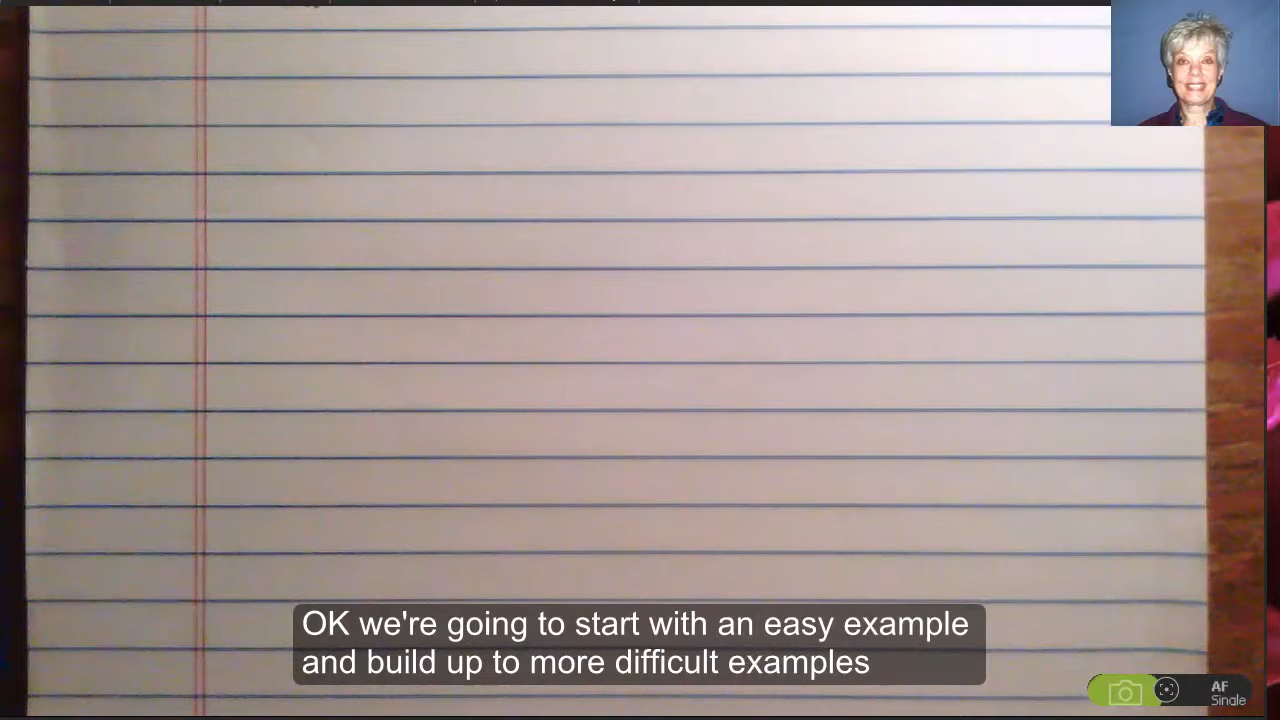 OK we're going to start with an easy example
and build up to more difficult examples
AF
Single